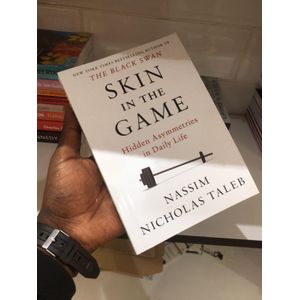 NEW YORK TIMES BESTSELLING AUTHOR OF
THE BLACK SWAN
SKIN
IN THE
GAME
Hidden Asymmetries
in Daily Life
NASSIM
NICHOLAS TALEB